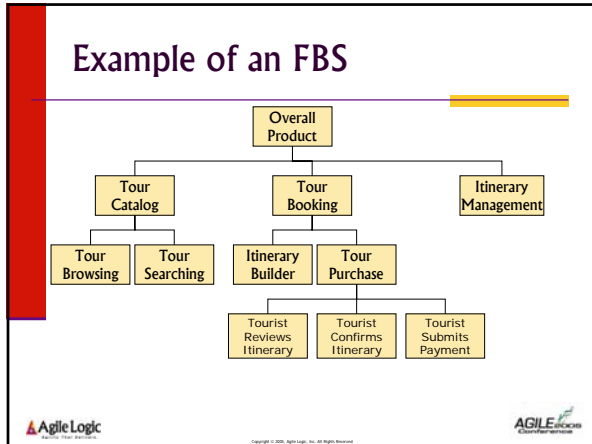 Example of an FBS
Overall
Product
Tour
Catalog
Tour
Booking
Itinerary
Management
Tour
Browsing
Tour
Searching
Itinerary
Builder
Tour
Purchase
Tourist
Reviews
Itinerary
Tourist
Confirms
Itinerary
Tourist
Submits
Payment
Agile Logic
Copyright © 2005, Agile Logic, Inc. All Rights Reserved
AGILE2005
Conference